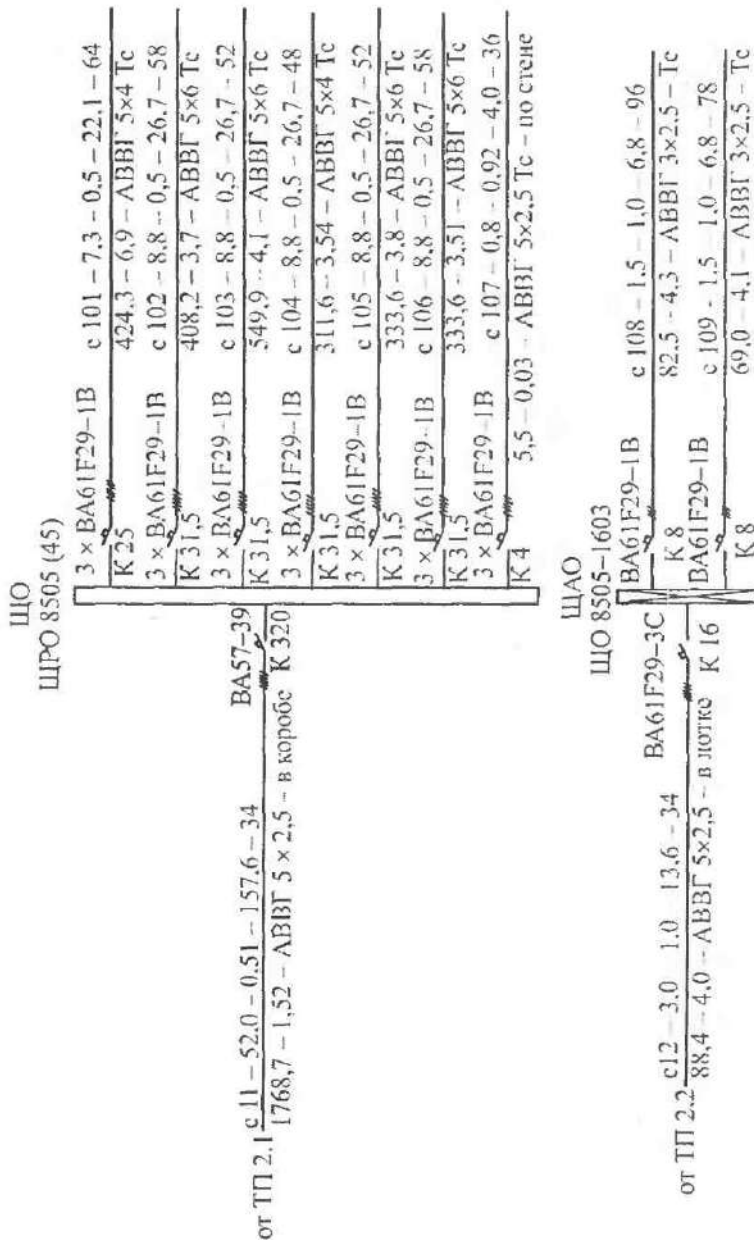 ЩО
ЩРО 8505 (45)
от ТП 2.1
с 11 – 52.0 – 0.51 – 157.6 – 34
1768,7 – 1,52 – АВВГ 5 × 2,5 – в коробе
ВА57–39
К 320
3 × ВА61F29–1В
К 25
с 101 – 7.3 – 0.5 – 22.1 – 64
424.3 – 6,9 – АВВГ 5×4 Тс
3 × ВА61F29–1В
К 31,5
с 102 – 8.8 – 0,5 – 26.7 – 58
408,2 – 3,7 – АВВГ 5×6 Тс
3 × ВА61F29–1В
К 31.5
с 103 – 8.8 – 0,5 – 26,7 – 52
549,9 – 4,1 – АВВГ 5×6 Тс
3 × ВА61F29–1В
К 31.5
с 104 – 8,8 – 0.5 – 26.7 – 48
311,6 – 3,54 – АВВГ 5×4 Тс
3 × ВА61F29–1В
К 31,5
с 105 – 8.8 – 0.5 – 26.7 – 52
333,6 – 3.8 – АВВГ 5×6 Тс
3 × ВА61F29–1В
К 31.5
с 106 – 8.8 – 0.5 – 26.7 – 58
333.6 – 3,51 – АВВГ 5×6 Тс
3 × ВА61F29–1В
К 4
с 107 – 0.8 – 0.92 – 4.0 – 36
5,5 – 0,03 – АВВГ 5×2,5 Тс – по стене
ЩАО
ЩО 8505–1603
от ТП 2.2
с12 – 3.0 1.0 13.6 – 34
88,4 – 4.0 – АВВГ 5×2,5 – в лотке
ВА61F29–3С
К 16
ВА61F29–1В
К 8
с 108 – 1.5 – 1.0 – 6.8 – 96
82.5 – 4.3 – АВВГ 3×2.5 – Тс
ВА61F29–1В
К8
с 109 – 1.5 – 1.0 – 6.8 – 78
69.0 – 4.1 – АВВГ 3×2.5 – Тс